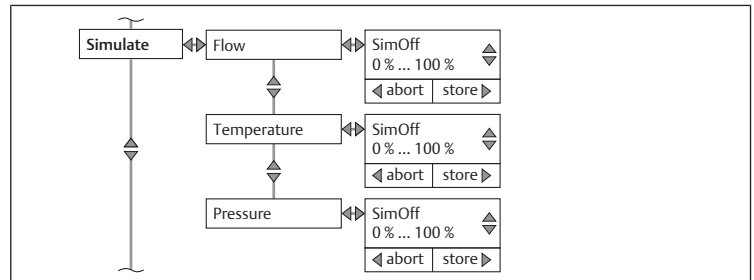 Simulate
Flow
SimOff
0 % ... 100 %
abort store
Temperature
SimOff
0 % ... 100 %
abort store
Pressure
SimOff
0 % ... 100 %
abort store